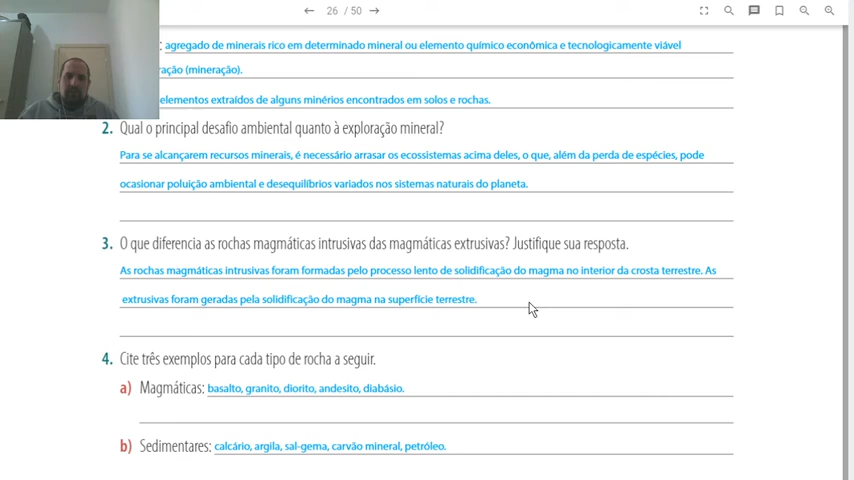 26 / 50
: agregado de minerais rico em determinado mineral ou elemento químico econômica e tecnologicamente viável
ração (mineração).
elementos extraídos de alguns minérios encontrados em solos e rochas.
2. Qual o principal desafio ambiental quanto à exploração mineral?
Para se alcançarem recursos minerais, é necessário arrasar os ecossistemas acima deles, o que, além da perda de espécies, pode
ocasionar poluição ambiental e desequilíbrios variados nos sistemas naturais do planeta.
3. O que diferencia as rochas magmáticas intrusivas das magmáticas extrusivas? Justifique sua resposta.
As rochas magmáticas intrusivas foram formadas pelo processo lento de solidificação do magma no interior da crosta terrestre. As
extrusivas foram geradas pela solidificação do magma na superfície terrestre.
4. Cite três exemplos para cada tipo de rocha a seguir.
a) Magmáticas: basalto, granito, diorito, andesito, diabásio.
b) Sedimentares: calcário, argila, sal-gema, carvão mineral, petróleo.